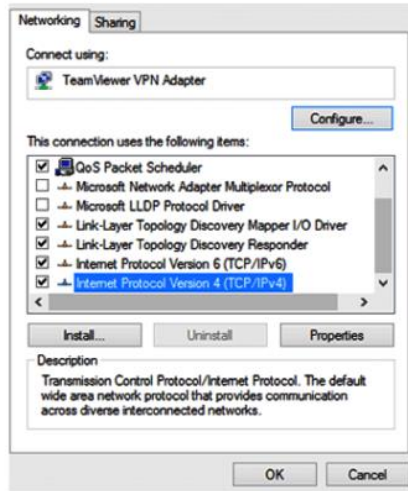 Networking Sharing
Connect using:
TeamViewer VPN Adapter
Configure...
This connection uses the following items:
QoS Packet Scheduler
Microsoft Network Adapter Multiplexor Protocol
Microsoft LLDP Protocol Driver
Link-Layer Topology Discovery Mapper I/O Driver
Link-Layer Topology Discovery Responder
Internet Protocol Version 6 (TCP/IPv6)
Internet Protocol Version 4 (TCP/IPv4)
Install... Uninstall Properties
Description
Transmission Control Protocol/Internet Protocol. The default
wide area network protocol that provides communication
across diverse interconnected networks.
OK Cancel